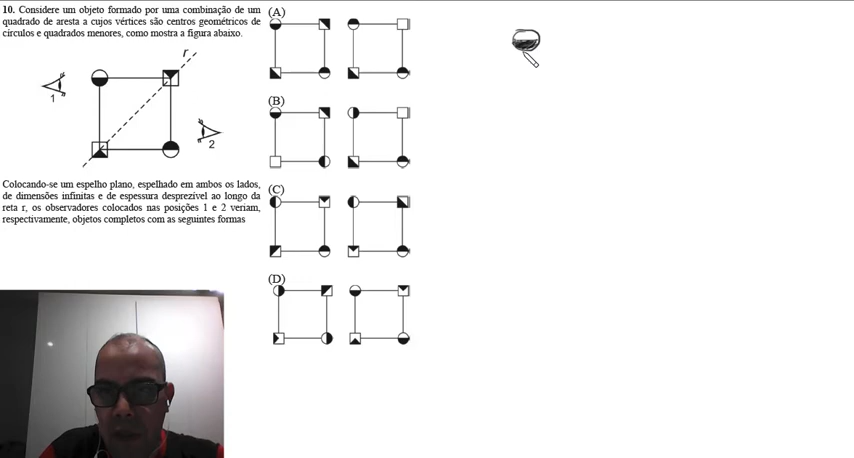 10. Considere um objeto formado por uma combinação de um
quadrado de aresta a cujos vértices são centros geométricos de
círculos e quadrados menores, como mostra a figura abaixo.
r
1
2
Colocando-se um espelho plano, espelhado em ambos os lados,
de dimensões infinitas e de espessura desprezível ao longo da
reta r, os observadores colocados nas posições 1 e 2 veriam,
respectivamente, objetos completos com as seguintes formas
(A)
(B)
(C)
(D)